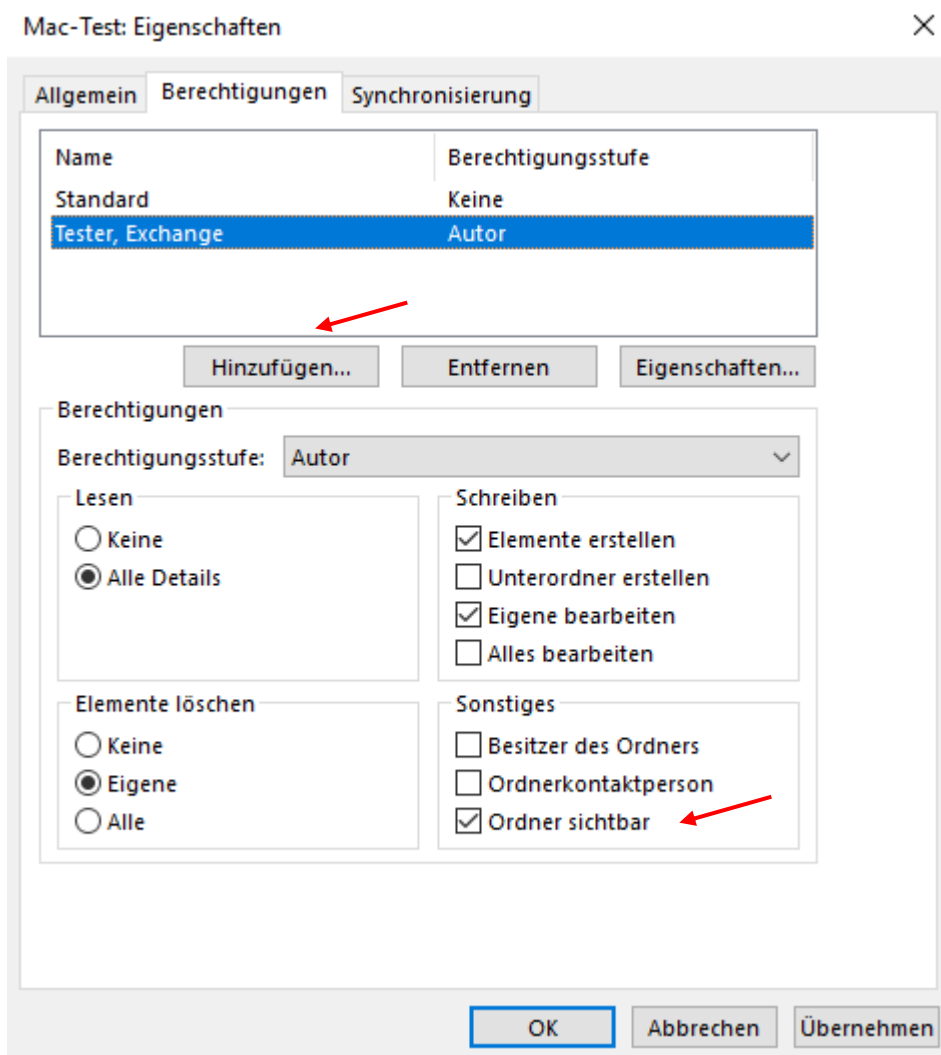 Mac-Test: Eigenschaften
Allgemein Berechtigungen Synchronisierung
Name Berechtigungsstufe
Standard Keine
Tester, Exchange Autor
Hinzufügen... Entfernen Eigenschaften...
Berechtigungen
Berechtigungsstufe: Autor
Lesen
Keine
Alle Details
Schreiben
Elemente erstellen
Unterordner erstellen
Eigene bearbeiten
Alles bearbeiten
Elemente löschen
Keine
Eigene
Alle
Sonstiges
Besitzer des Ordners
Ordnerkontaktperson
Ordner sichtbar
OK Abbrechen Übernehmen